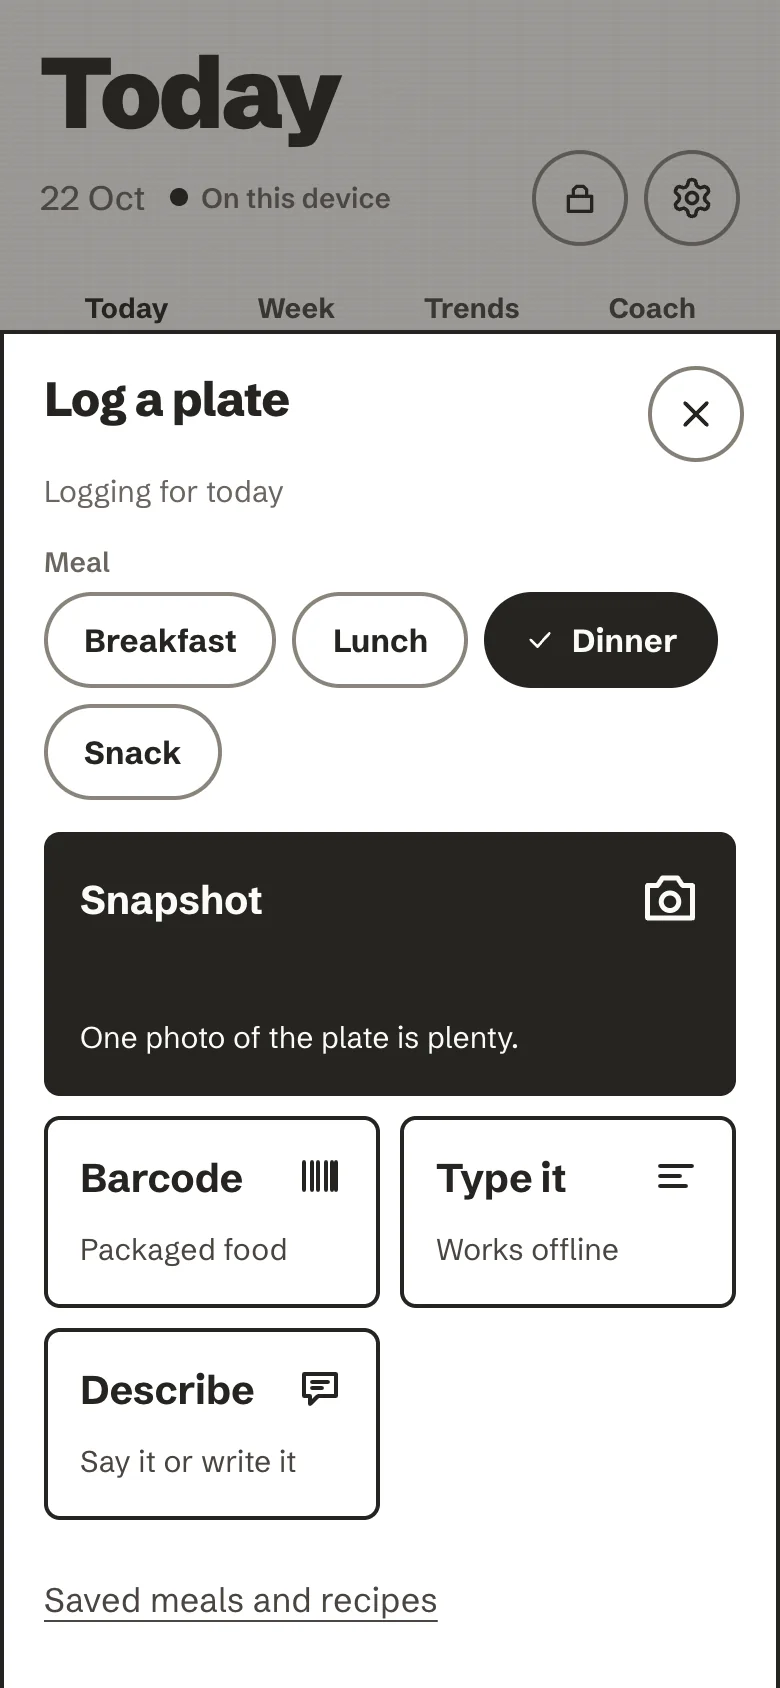 Today
22 Oct On this device
Today Week Trends Coach
Log a plate
Logging for today
Meal
Breakfast Lunch Dinner
Snack
Snapshot
One photo of the plate is plenty.
Barcode Type it
Packaged food Works offline
Describe
Say it or write it
Saved meals and recipes